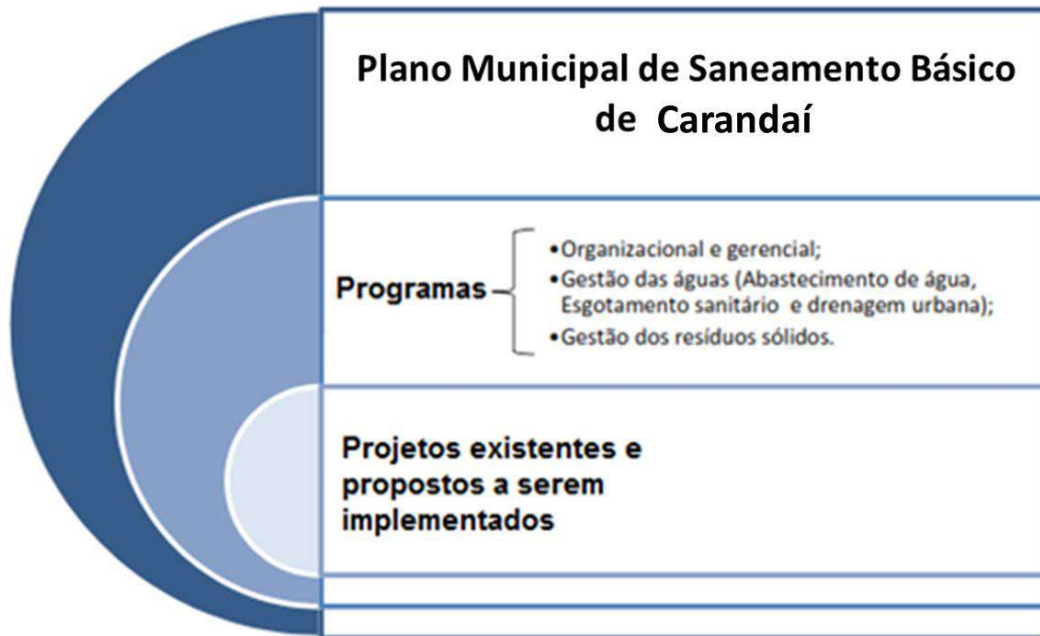 Plano Municipal de Saneamento Básico
de Carandaí
Programas
•Organizacional e gerencial;
•Gestão das águas (Abastecimento de água,
Esgotamento sanitário e drenagem urbana);
•Gestão dos resíduos sólidos.
Projetos existentes e
propostos a serem
implementados